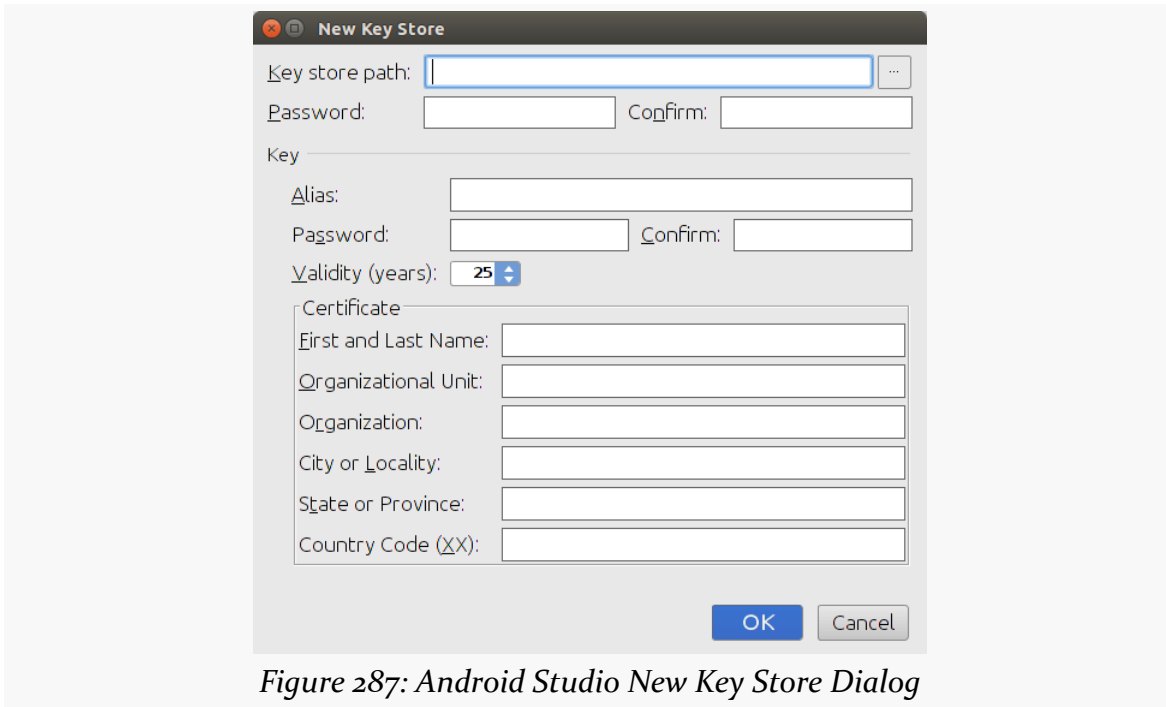 New Key Store
Key store path: ...
Password: Confirm:
Key
Alias:
Password: Confirm:
Validity (years): 25
Certificate
First and Last Name:
Organizational Unit:
Organization:
City or Locality:
State or Province:
Country Code (XX):
OK Cancel
Figure 287: Android Studio New Key Store Dialog